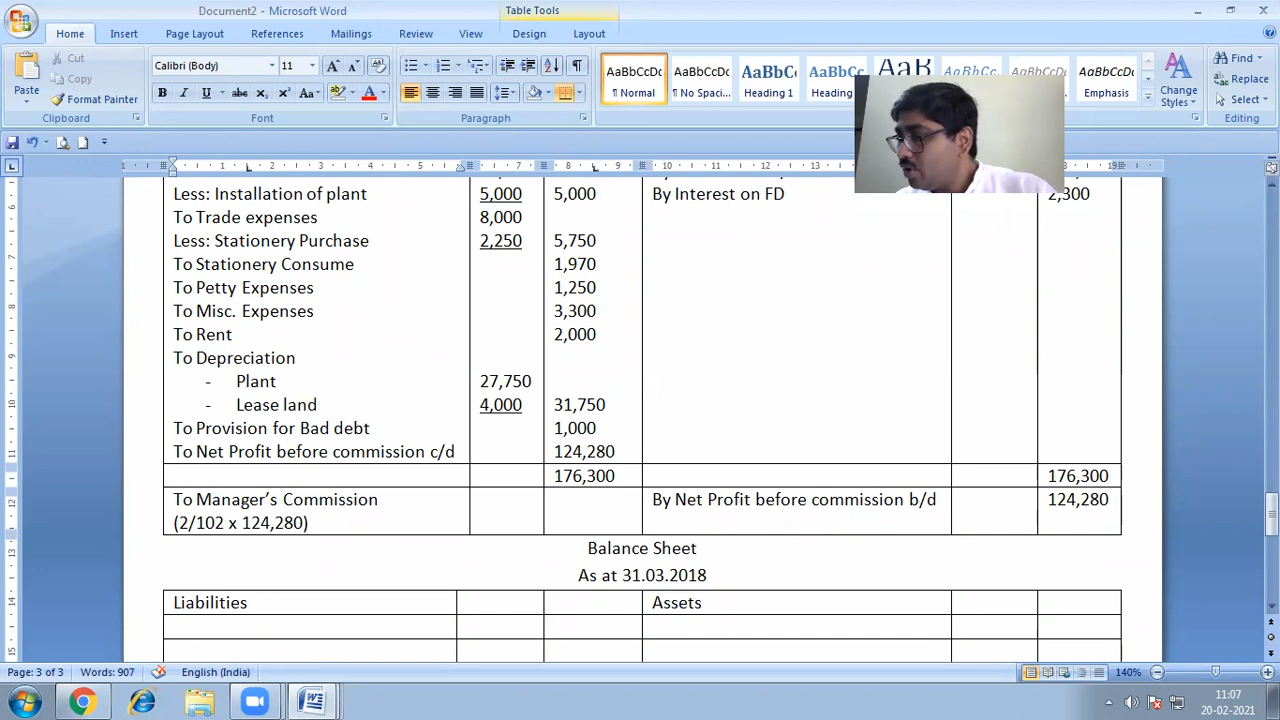 Document2 - Microsoft Word
Table Tools
Home Insert Page Layout References Mailings Review View Design Layout
Paste
Cut
Copy
Format Painter
Clipboard
Calibri (Body) 11
Font
Paragraph
AaBbCcDc AaBbCcDc AaBbC AaBbCc AaB AaBbCc. AaBbCcDc AaBbCcDc
¶ Normal ¶ No Spaci... Heading 1 Heading Emphasis
Change
Styles
Find
Replace
Select
Editing
Less: Installation of plant 5,000 5,000 By Interest on FD 2,300
To Trade expenses 8,000
Less: Stationery Purchase 2,250 5,750
To Stationery Consume 1,970
To Petty Expenses 1,250
To Misc. Expenses 3,300
To Rent 2,000
To Depreciation
- Plant 27,750
- Lease land 4,000 31,750
To Provision for Bad debt 1,000
To Net Profit before commission c/d 124,280
176,300 176,300
To Manager's Commission By Net Profit before commission b/d 124,280
(2/102 x 124,280)
Balance Sheet
As at 31.03.2018
Liabilities Assets
Page: 3 of 3 Words: 907 English (India) 140%
11:07
20-02-2021